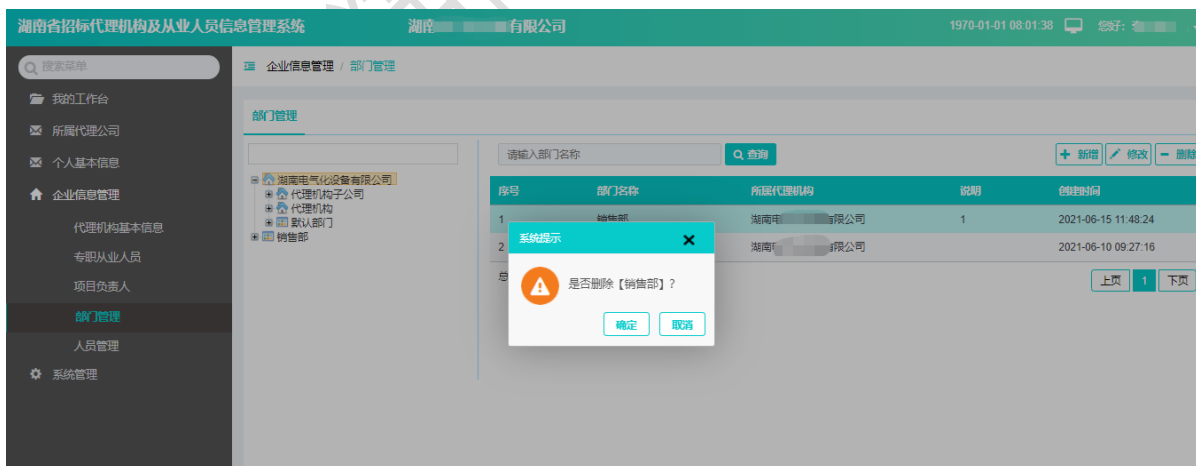 湖南省招标代理机构及从业人员信息管理系统 湖南 有限公司 1970-01-01 08:01:38 您好:
搜索菜单
企业信息管理 / 部门管理
我的工作台
所属代理公司
个人基本信息
企业信息管理
代理机构基本信息
专职从业人员
项目负责人
部门管理
人员管理
系统管理
部门管理
湖南电气化设备有限公司
代理机构子公司
代理机构
默认部门
销售部
请输入部门名称 查询 新增 修改 删除
序号 部门名称 所属代理机构 说明 创建时间
1 销售部 湖南 有限公司 1 2021-06-15 11:48:24
2 湖南 限公司 2021-06-10 09:27:16
上页 1 下页
系统提示
是否删除【销售部】?
确定 取消